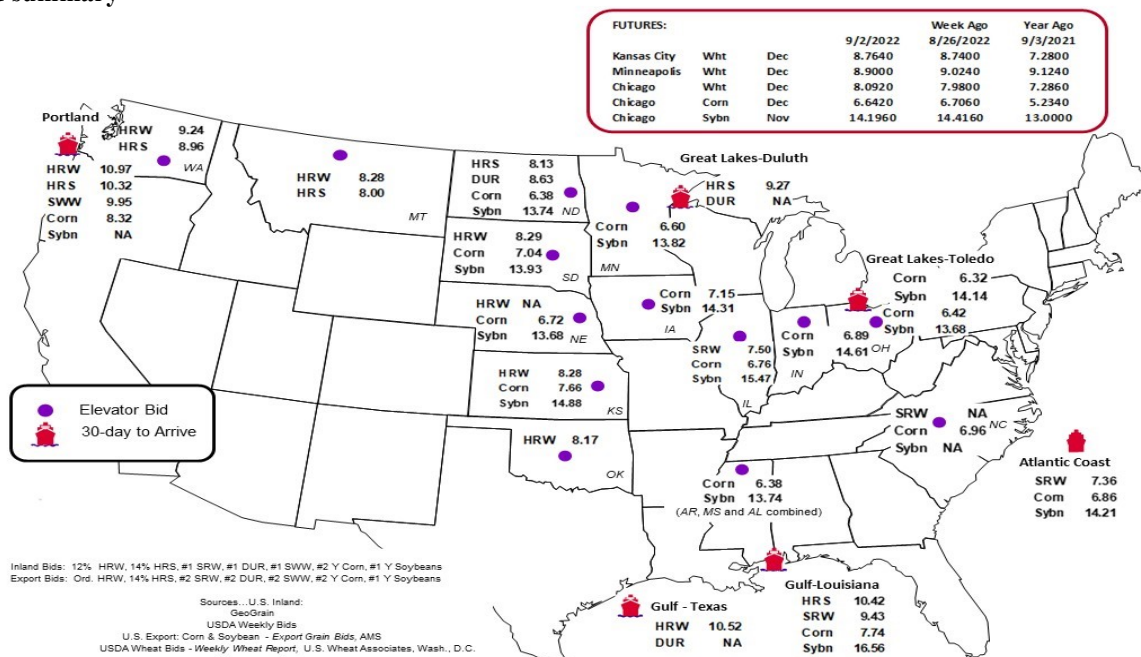 summary
FUTURES:
Week Ago Year Ago
9/2/2022 8/26/2022 9/3/2021
Kansas City Wht Dec 8.7640 8.7400 7.2800
Minneapolis Wht Dec 8.9000 9.0240 9.1240
Chicago Wht Dec 8.0920 7.9800 7.2860
Chicago Corn Dec 6.6420 6.7060 5.2340
Chicago Sybn Nov 14.1960 14.4160 13.0000
Portland
HRW 9.24
HRS 8.96
WA
HRW 10.97
HRS 10.32
SWW 9.95
Corn 8.32
Sybn NA
HRW 8.28
HRS 8.00
MT
HRS 8.13
DUR 8.63
Corn 6.38
Sybn 13.74 ND
Great Lakes-Duluth
HRS 9.27
DUR NA
Corn 6.60
Sybn 13.82
MN
HRW 8.29
Corn 7.04
Sybn 13.93
SD
Great Lakes-Toledo
Corn 6.32
Sybn 14.14
Corn 6.42
Sybn 13.68
OH
HRW NA
Corn 6.72
Sybn 13.68 NE
Corn 7.15
Sybn 14.31
IA
SRW 7.50
Corn 6.76
Sybn 15.47
IL
Corn 6.89
Sybn 14.61
IN
HRW 8.28
Corn 7.66
Sybn 14.88
KS
Elevator Bid
30-day to Arrive
HRW 8.17
OK
SRW NA
Corn 6.96 NC
Sybn NA
Corn 6.38
Sybn 13.74
(AR, MS and AL combined)
Atlantic Coast
SRW 7.36
Corn 6.86
Sybn 14.21
Gulf-Louisiana
HRS 10.42
SRW 9.43
Corn 7.74
Sybn 16.56
Gulf - Texas
HRW 10.52
DUR NA
Inland Bids: 12% HRW, 14% HRS, #1 SRW, #1 DUR, #1 SWW, #2 Y Corn, #1 Y Soybeans
Export Bids: Ord. HRW, 14% HRS, #2 SRW, #2 DUR, #2 SWW, #2 Y Corn, #1 Y Soybeans
Sources...U.S. Inland:
GeoGrain
USDA Weekly Bids
U.S. Export: Corn & Soybean - Export Grain Bids, AMS
USDA Wheat Bids - Weekly Wheat Report, U.S. Wheat Associates, Wash., D.C.